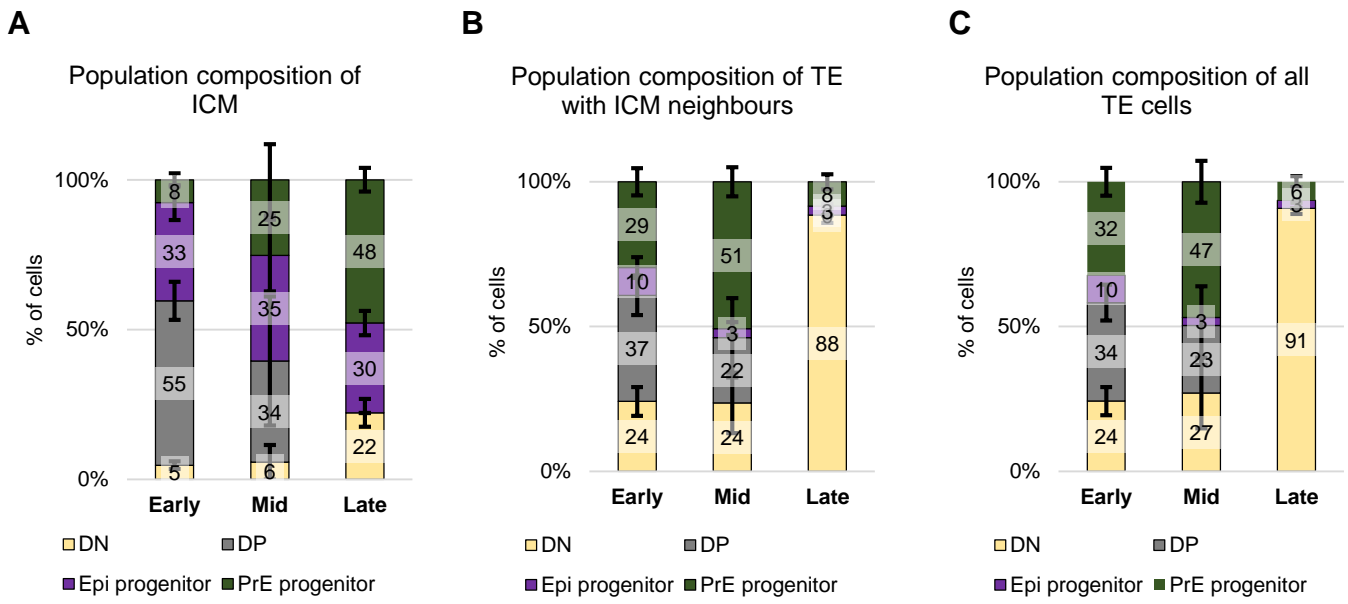 A
Population composition of
ICM
% of cells
100%
50%
0%
8
33
55
5
25
35
34
6
48
30
22
Early Mid Late
DN DP
Epi progenitor PrE progenitor
B
Population composition of TE
with ICM neighbours
% of cells
100%
50%
0%
29
10
37
24
51
3
22
24
8
3
88
Early Mid Late
DN DP
Epi progenitor PrE progenitor
C
Population composition of all
TE cells
% of cells
100%
50%
0%
32
10
34
24
47
3
23
27
6
3
91
Early Mid Late
DN DP
Epi progenitor PrE progenitor